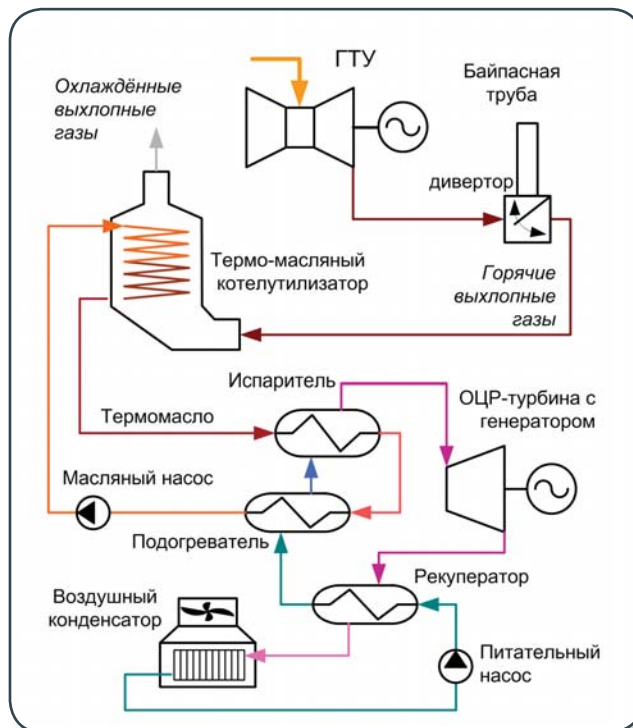 ГТУ
Охлаждённые
выхлопные
газы
Байпасная
труба
дивертор
Термо-масляный
котелутилизатор
Горячие
выхлопные
газы
Испаритель
ОЦР-турбина с
генератором
Термомасло
Масляный насос
Подогреватель
Рекуператор
Воздушный
конденсатор
Питательный
насос